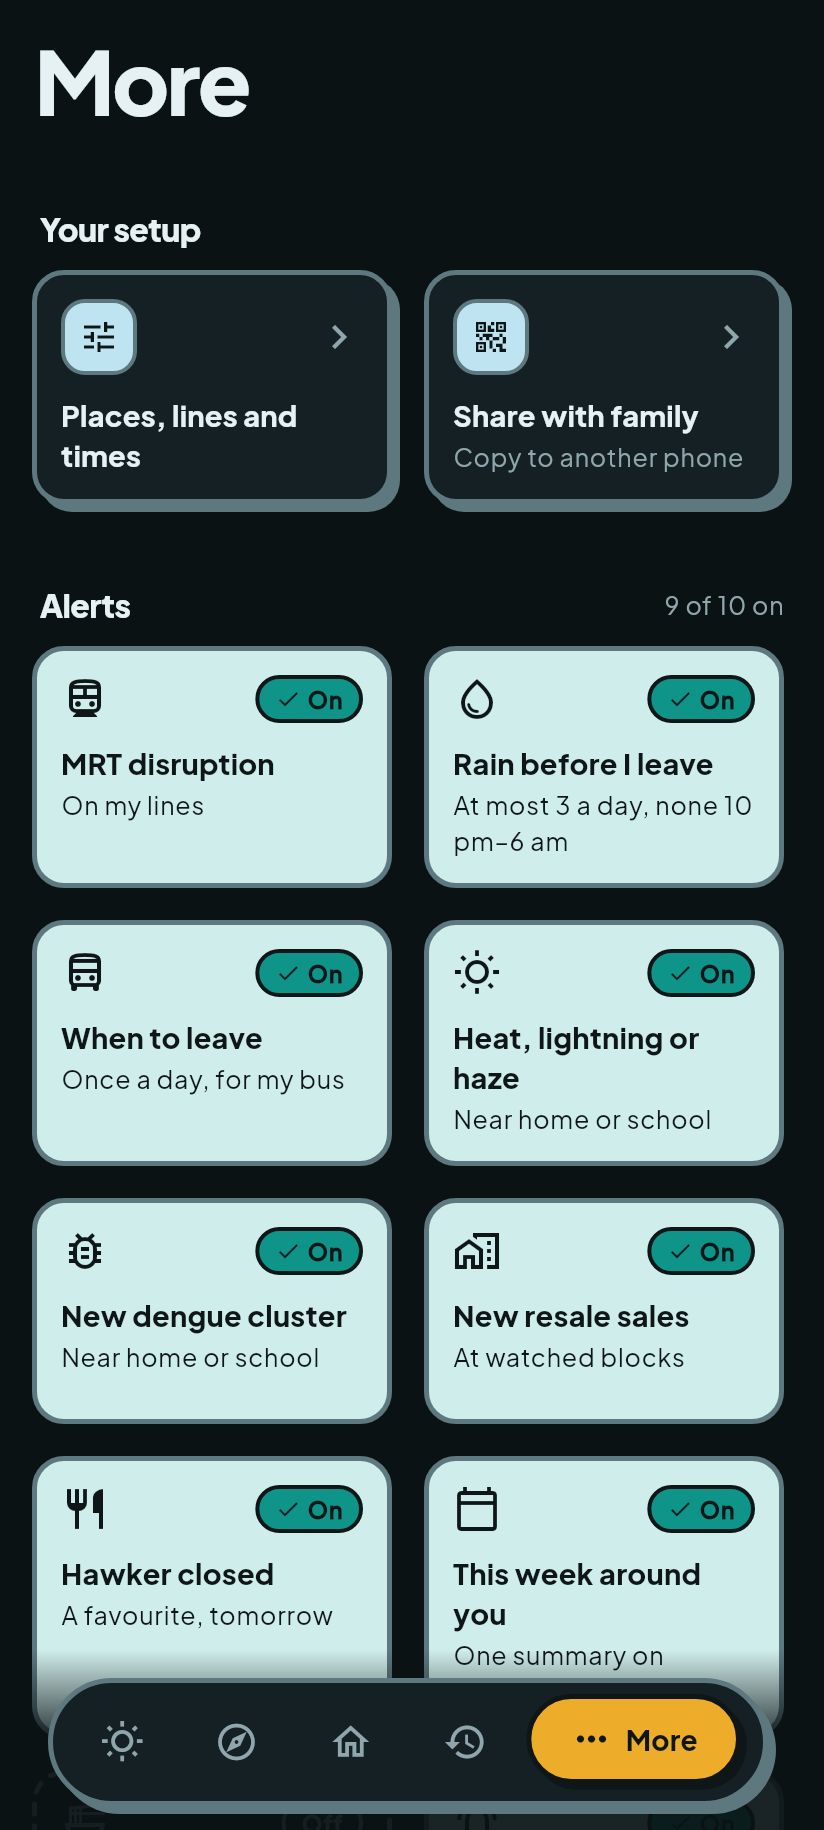 More
Your setup
Places, lines and
times
Share with family
Copy to another phone
Alerts
9 of 10 on
On
MRT disruption
On my lines
On
Rain before I leave
At most 3 a day, none 10
pm–6 am
On
When to leave
Once a day, for my bus
On
Heat, lightning or
haze
Near home or school
On
New dengue cluster
Near home or school
On
New resale sales
At watched blocks
On
Hawker closed
A favourite, tomorrow
On
This week around
you
One summary on
More
Off
On